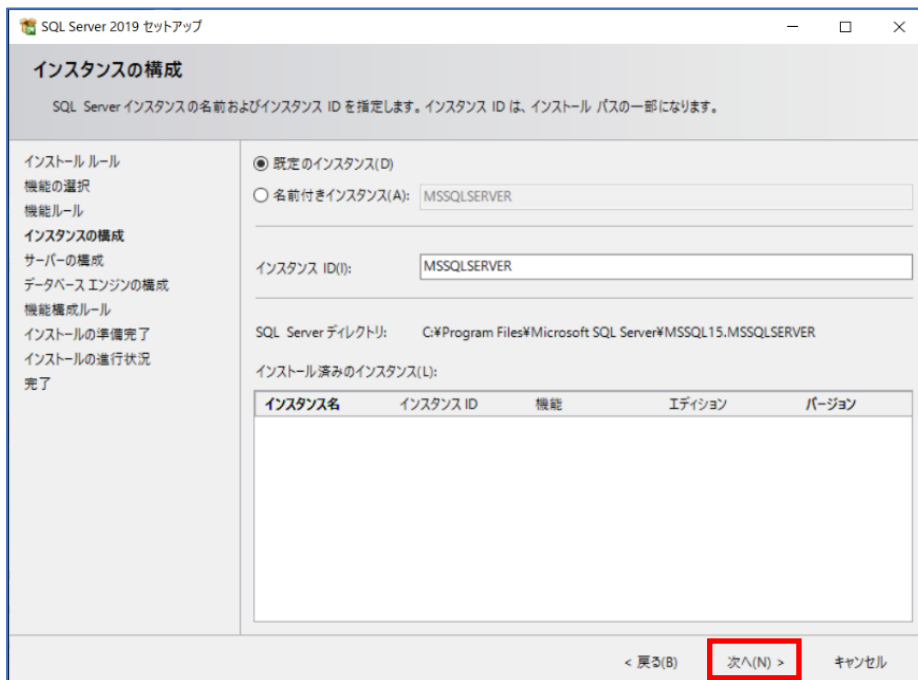 SQL Server 2019 セットアップ
インスタンスの構成
SQL Server インスタンスの名前およびインスタンス ID を指定します。インスタンス ID は、インストール パスの一部になります。
インストール ルール
機能の選択
機能ルール
インスタンスの構成
サーバーの構成
データベース エンジンの構成
機能構成ルール
インストールの準備完了
インストールの進行状況
完了
既定のインスタンス(D)
名前付きインスタンス(A): MSSQLSERVER
インスタンス ID(I): MSSQLSERVER
SQL Server ディレクトリ: C:¥Program Files¥Microsoft SQL Server¥MSSQL15.MSSQLSERVER
インストール済みのインスタンス(L):
インスタンス名 インスタンス ID 機能 エディション バージョン
< 戻る(B) 次へ(N) > キャンセル